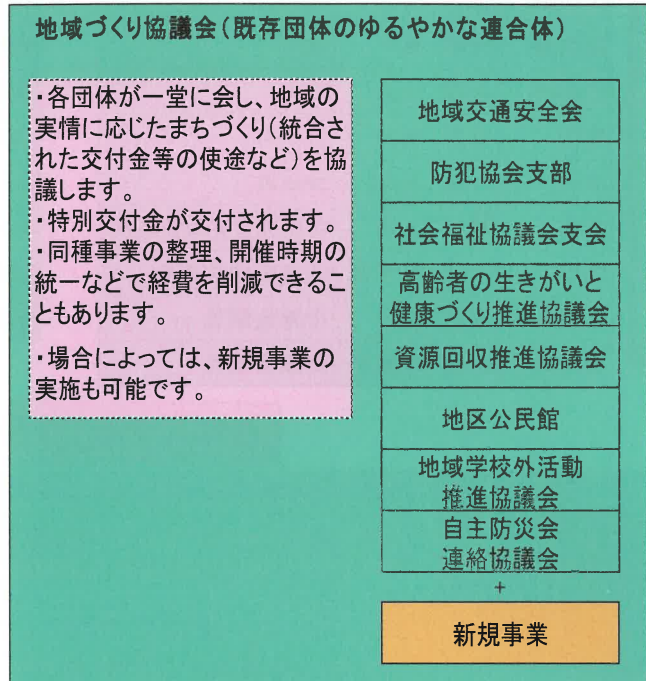 地域づくり協議会(既存団体のゆるやかな連合体)
・各団体が一堂に会し、地域の
実情に応じたまちづくり(統合さ
れた交付金等の使途など)を協
議します。
・特別交付金が交付されます。
・同種事業の整理、開催時期の
統一などで経費を削減できるこ
ともあります。
・場合によっては、新規事業の
実施も可能です。
地域交通安全会
防犯協会支部
社会福祉協議会支会
高齢者の生きがいと
健康づくり推進協議会
資源回収推進協議会
地区公民館
地域学校外活動
推進協議会
自主防災会
連絡協議会
+
新規事業